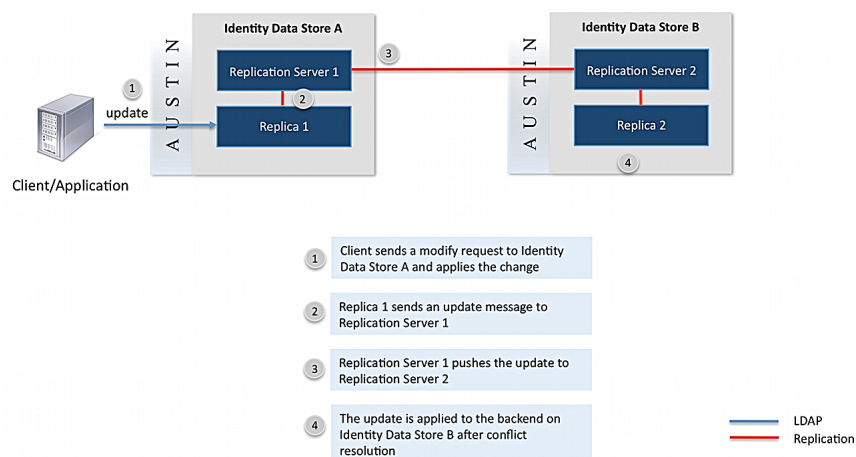 Identity Data Store A
Identity Data Store B
AUSTIN
Replication Server 1
3
AUSTIN
Replication Server 2
1
update
2
Replica 1
Replica 2
4
Client/Application
1
Client sends a modify request to Identity
Data Store A and applies the change
2
Replica 1 sends an update message to
Replication Server 1
3
Replication Server 1 pushes the update to
Replication Server 2
4
The update is applied to the backend on
Identity Data Store B after conflict
resolution
LDAP
Replication